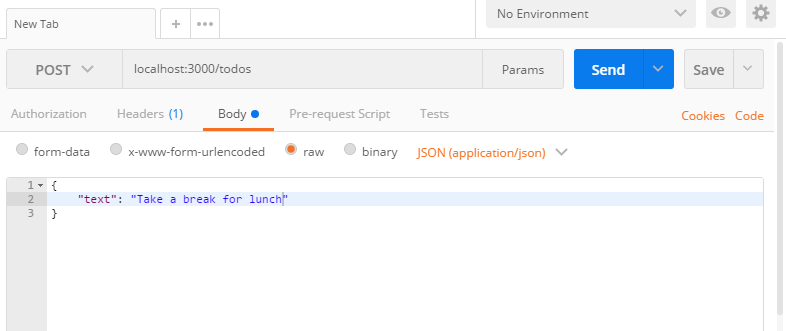 New Tab
No Environment
POST localhost:3000/todos Params Send Save
Authorization Headers (1) Body Pre-request Script Tests Cookies Code
form-data x-www-form-urlencoded raw binary JSON (application/json)
1 {
2 "text": "Take a break for lunch"
3 }